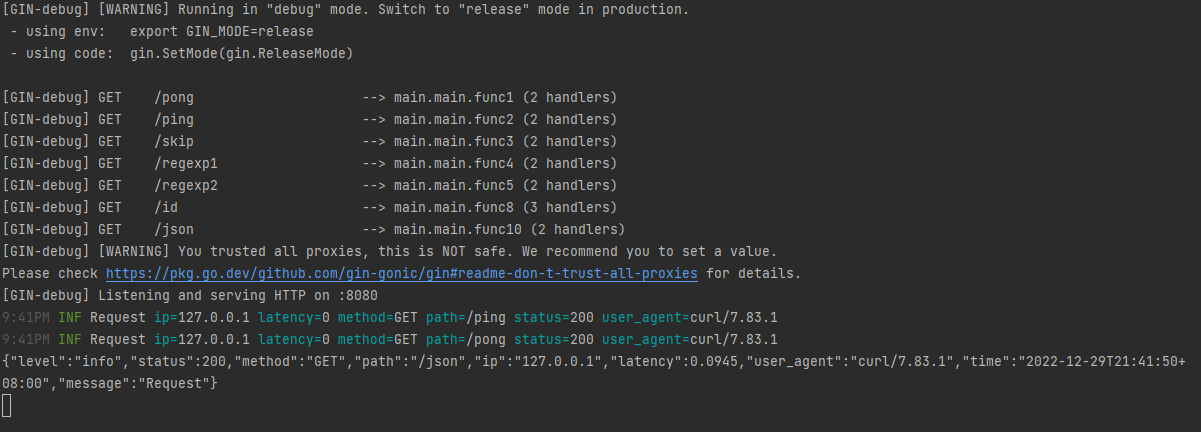 [GIN-debug] [WARNING] Running in "debug" mode. Switch to "release" mode in production.
 - using env:   export GIN_MODE=release
 - using code:  gin.SetMode(gin.ReleaseMode)

[GIN-debug] GET    /pong                     --> main.main.func1 (2 handlers)
[GIN-debug] GET    /ping                     --> main.main.func2 (2 handlers)
[GIN-debug] GET    /skip                     --> main.main.func3 (2 handlers)
[GIN-debug] GET    /regexp1                  --> main.main.func4 (2 handlers)
[GIN-debug] GET    /regexp2                  --> main.main.func5 (2 handlers)
[GIN-debug] GET    /id                       --> main.main.func8 (3 handlers)
[GIN-debug] GET    /json                     --> main.main.func10 (2 handlers)
[GIN-debug] [WARNING] You trusted all proxies, this is NOT safe. We recommend you to set a value.
Please check https://pkg.go.dev/github.com/gin-gonic/gin#readme-don-t-trust-all-proxies for details.
[GIN-debug] Listening and serving HTTP on :8080
9:41PM INF Request ip=127.0.0.1 latency=0 method=GET path=/ping status=200 user_agent=curl/7.83.1
9:41PM INF Request ip=127.0.0.1 latency=0 method=GET path=/pong status=200 user_agent=curl/7.83.1
{"level":"info","status":200,"method":"GET","path":"/json","ip":"127.0.0.1","latency":0.0945,"user_agent":"curl/7.83.1","time":"2022-12-29T21:41:50+
08:00","message":"Request"}